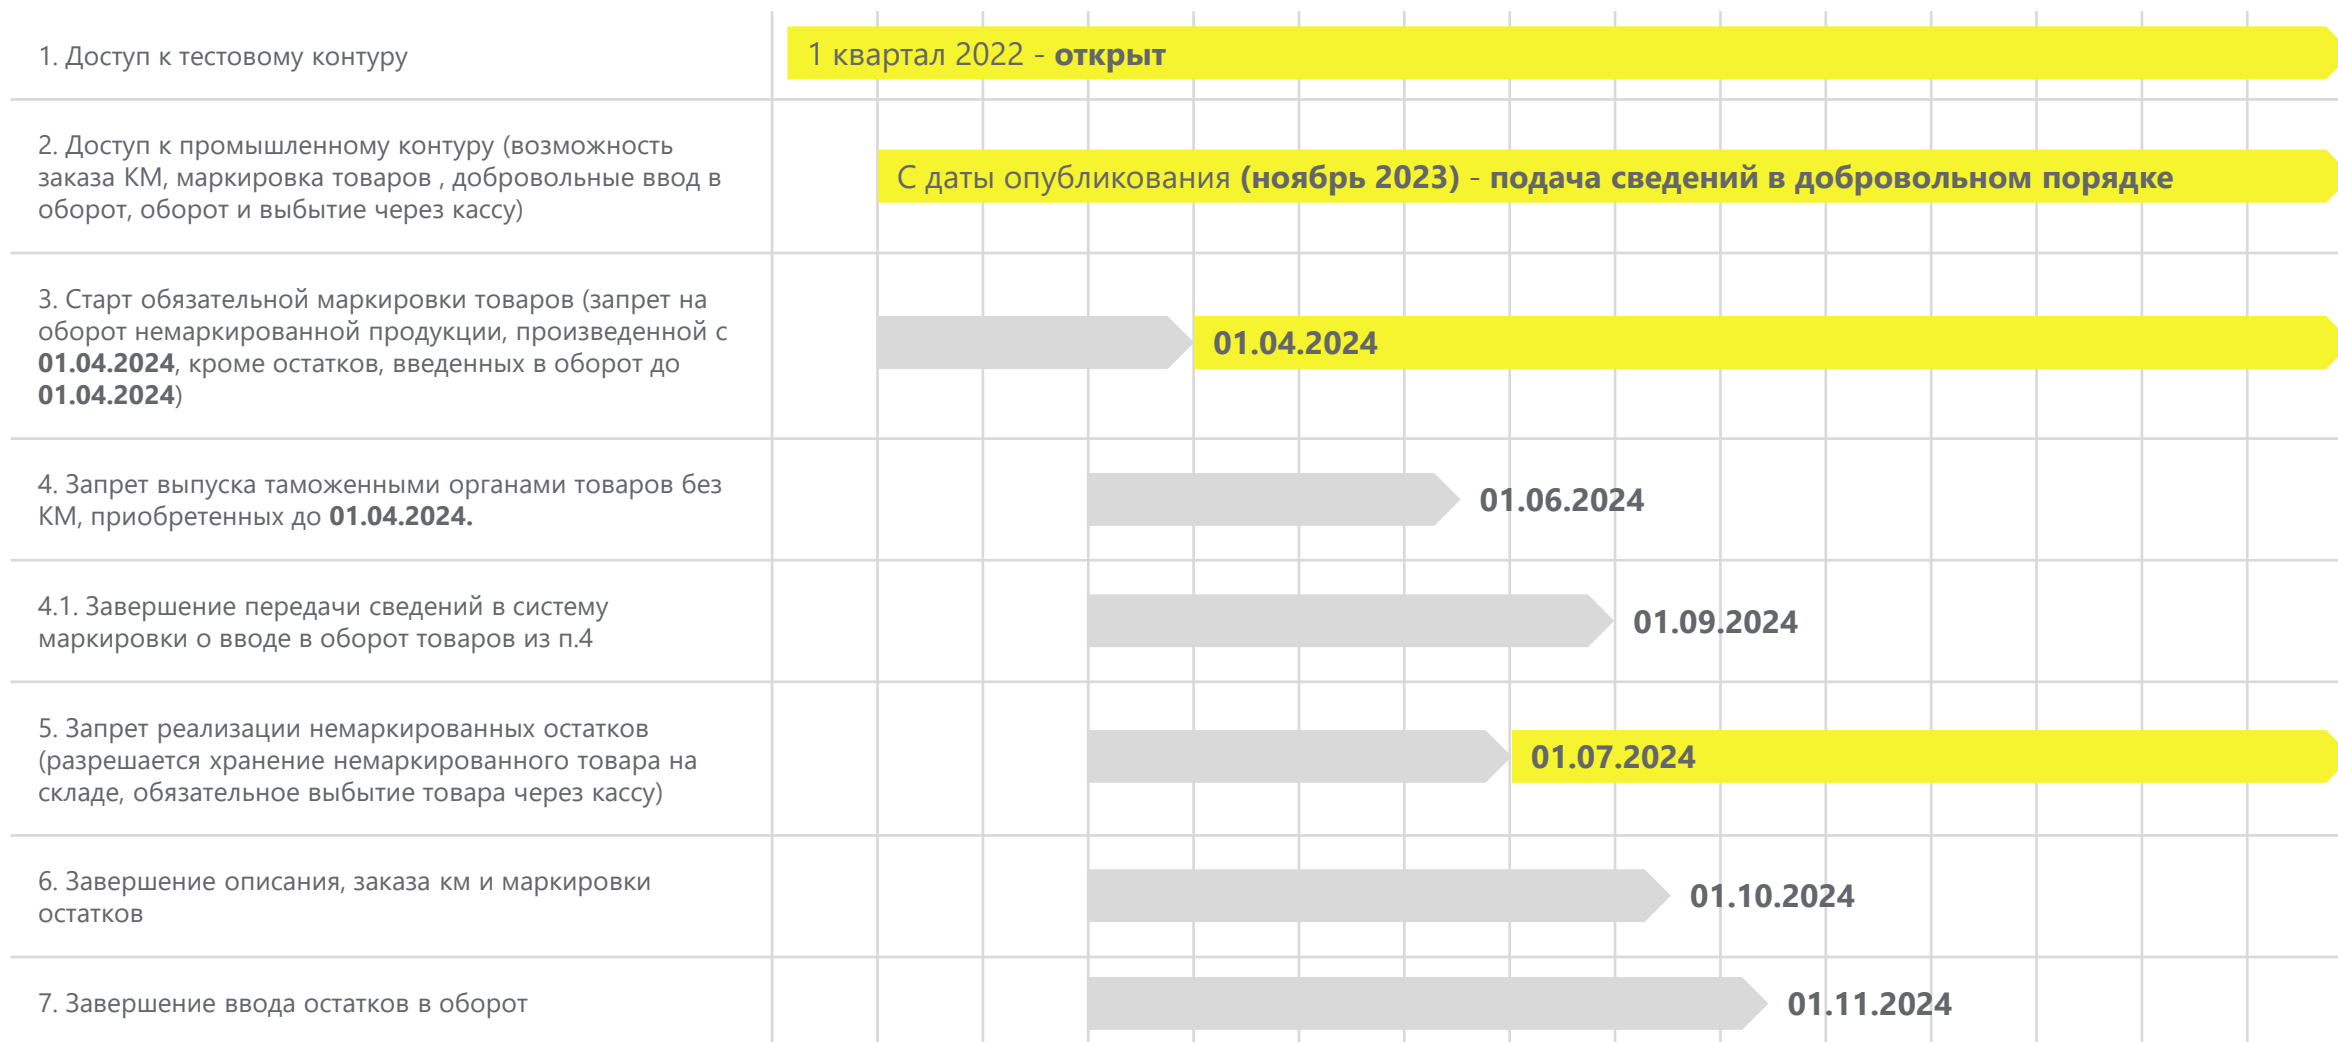 1. Доступ к тестовому контуру
1 квартал 2022 - открыт
2. Доступ к промышленному контуру (возможность
заказа КМ, маркировка товаров , добровольные ввод в
оборот, оборот и выбытие через кассу)
С даты опубликования (ноябрь 2023) - подача сведений в добровольном порядке
3. Старт обязательной маркировки товаров (запрет на
оборот немаркированной продукции, произведенной с
01.04.2024, кроме остатков, введенных в оборот до
01.04.2024)
01.04.2024
4. Запрет выпуска таможенными органами товаров без
КМ, приобретенных до 01.04.2024.
01.06.2024
4.1. Завершение передачи сведений в систему
маркировки о вводе в оборот товаров из п.4
01.09.2024
5. Запрет реализации немаркированных остатков
(разрешается хранение немаркированного товара на
складе, обязательное выбытие товара через кассу)
01.07.2024
6. Завершение описания, заказа км и маркировки
остатков
01.10.2024
7. Завершение ввода остатков в оборот
01.11.2024